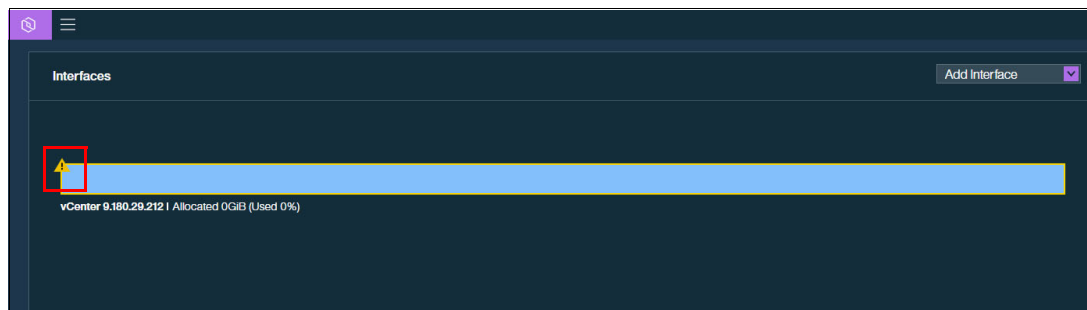 Interfaces
Add Interface
vCenter 9.180.29.212 | Allocated 0GiB (Used 0%)